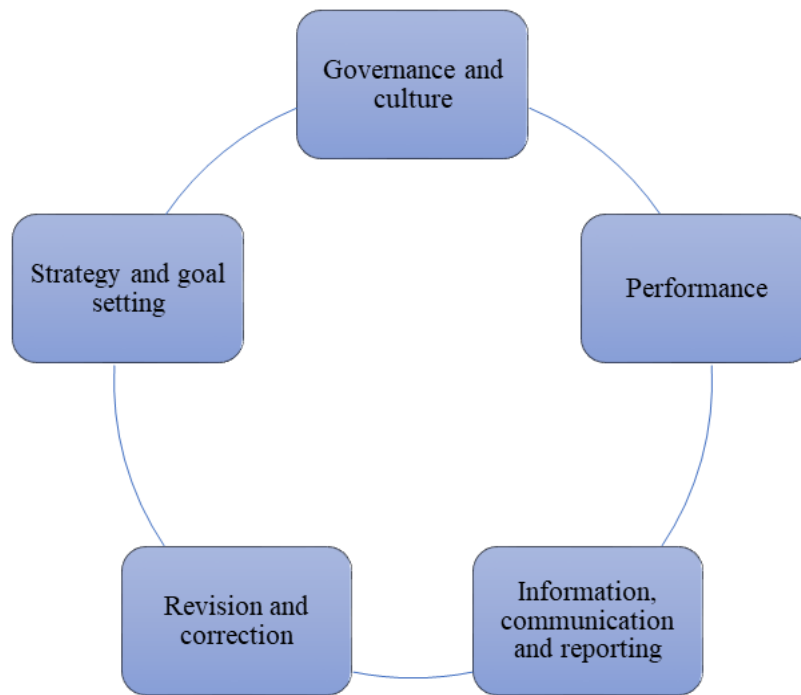 Governance and
culture
Strategy and goal
setting
Performance
Revision and
correction
Information,
communication
and reporting